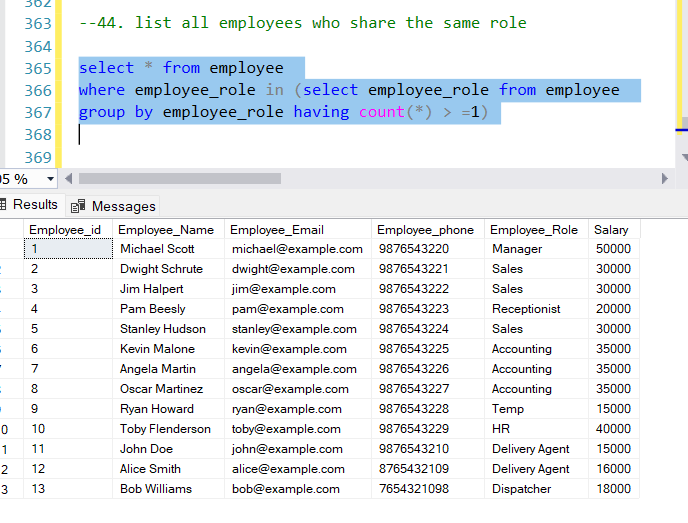 362
363 --44. list all employees who share the same role
364
365 select * from employee
366 where employee_role in (select employee_role from employee
367 group by employee_role having count(*) > =1)
368
369
05 %
Results Messages
Employee_id Employee_Name Employee_Email Employee_phone Employee_Role Salary
1 Michael Scott michael@example.com 9876543220 Manager 50000
2 2 Dwight Schrute dwight@example.com 9876543221 Sales 30000
3 Jim Halpert jim@example.com 9876543222 Sales 30000
4 Pam Beesly pam@example.com 9876543223 Receptionist 20000
5 Stanley Hudson stanley@example.com 9876543224 Sales 30000
6 Kevin Malone kevin@example.com 9876543225 Accounting 35000
7 Angela Martin angela@example.com 9876543226 Accounting 35000
8 Oscar Martinez oscar@example.com 9876543227 Accounting 35000
9 Ryan Howard ryan@example.com 9876543228 Temp 15000
0 10 Toby Flenderson toby@example.com 9876543229 HR 40000
1 11 John Doe john@example.com 9876543210 Delivery Agent 15000
2 12 Alice Smith alice@example.com 8765432109 Delivery Agent 16000
3 13 Bob Williams bob@example.com 7654321098 Dispatcher 18000